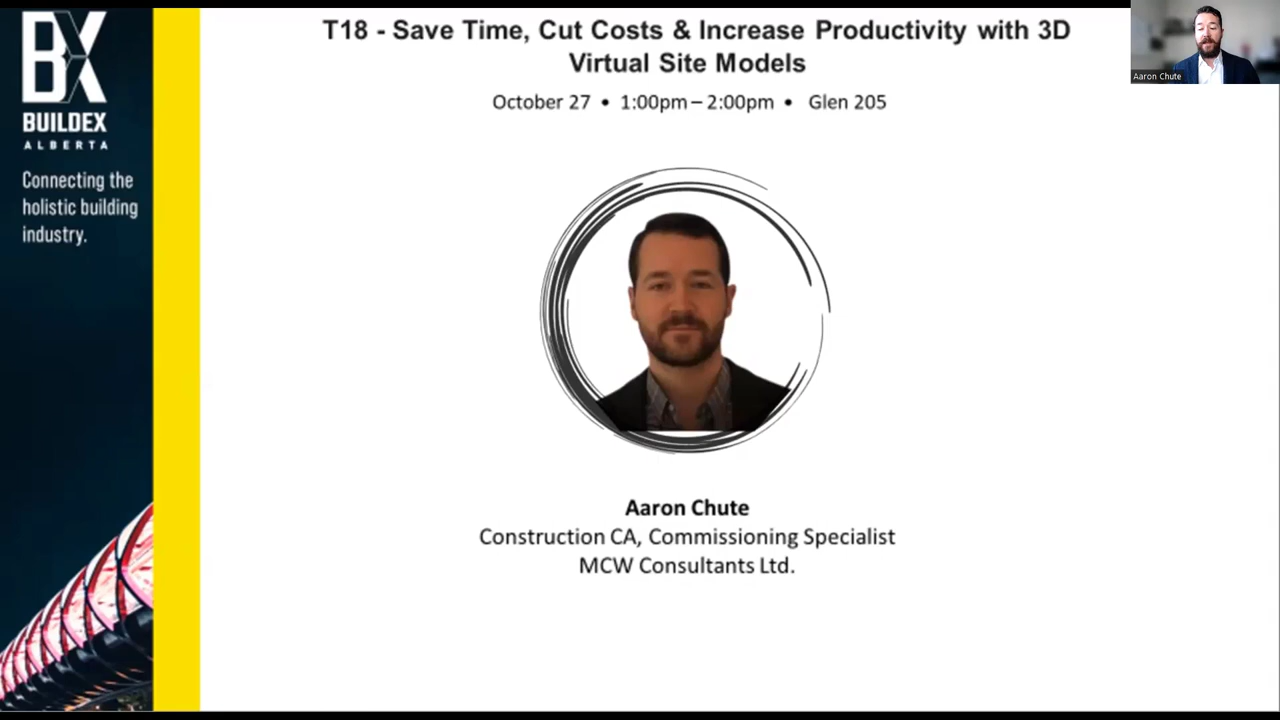 BX
BUILDEX
ALBERTA
Connecting the
holistic building
industry.
T18 - Save Time, Cut Costs & Increase Productivity with 3D
Virtual Site Models
October 27 • 1:00pm – 2:00pm • Glen 205
Aaron Chute
Construction CA, Commissioning Specialist
MCW Consultants Ltd.
Aaron Chute